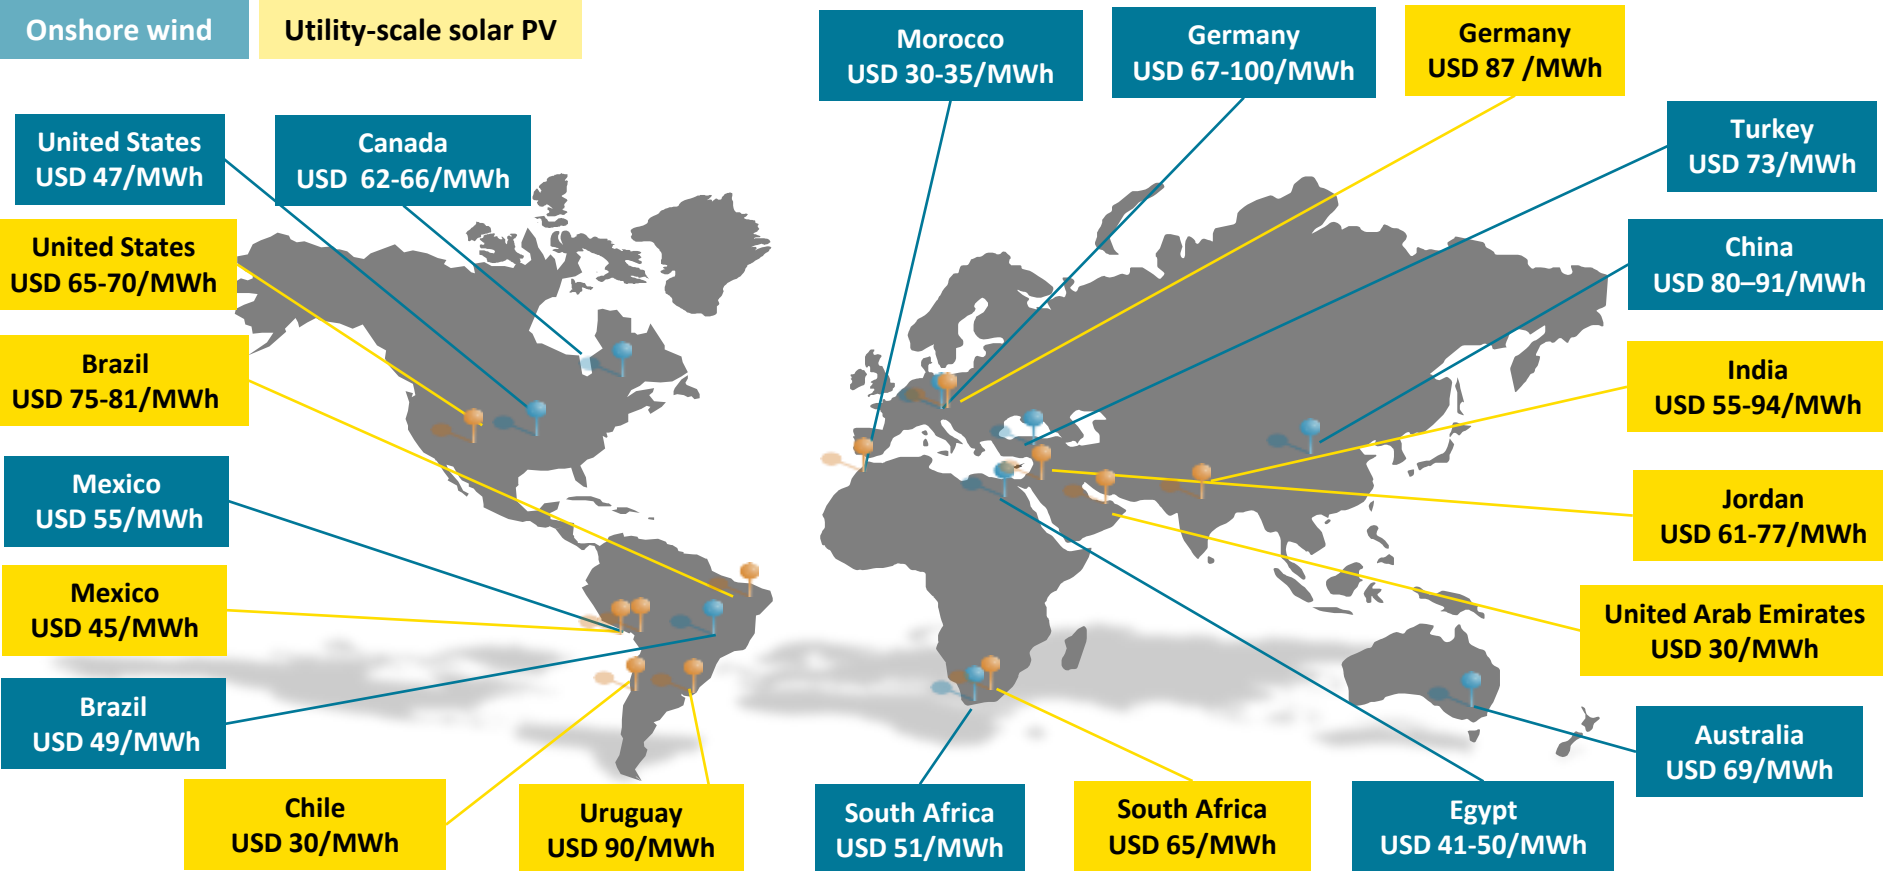 Onshore wind
Utility-scale solar PV
Morocco
USD 30-35/MWh
Germany
USD 67-100/MWh
Germany
USD 87 /MWh
United States
USD 47/MWh
Canada
USD  62-66/MWh
Turkey
USD 73/MWh
United States
USD 65-70/MWh
China
USD 80–91/MWh
Brazil
USD 75-81/MWh
India
USD 55-94/MWh
Mexico
USD 55/MWh
Jordan
USD 61-77/MWh
Mexico
USD 45/MWh
United Arab Emirates
USD 30/MWh
Brazil
USD 49/MWh
Australia
USD 69/MWh
Chile
USD 30/MWh
Uruguay
USD 90/MWh
South Africa
USD 51/MWh
South Africa
USD 65/MWh
Egypt
USD 41-50/MWh